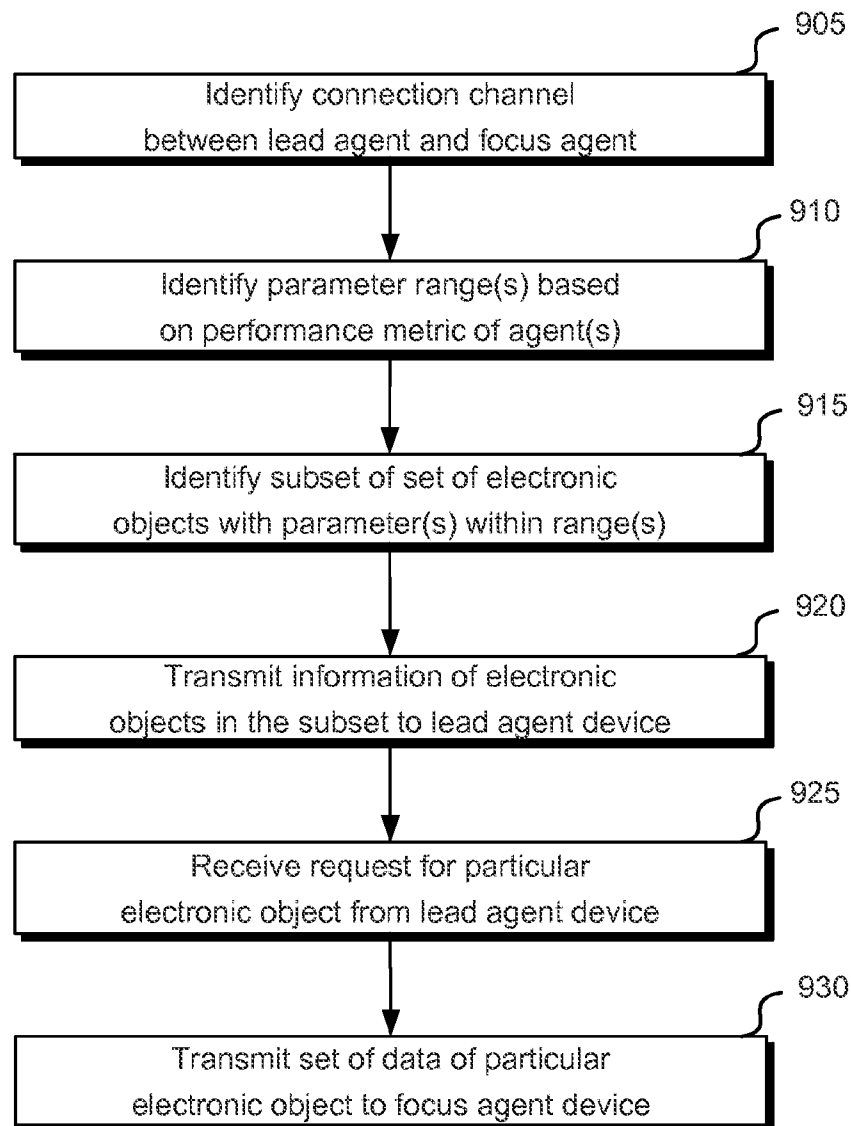 905
Identify connection channel
between lead agent and focus agent
910
Identify parameter range(s) based
on performance metric of agent(s)
915
Identify subset of set of electronic
objects with parameter(s) within range(s)
920
Transmit information of electronic
objects in the subset to lead agent device
925
Receive request for particular
electronic object from lead agent device
930
Transmit set of data of particular
electronic object to focus agent device